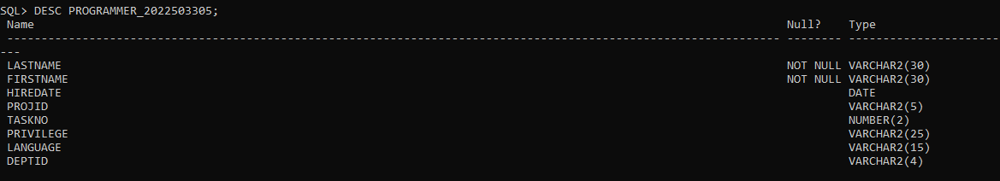 SQL> DESC PROGRAMMER_2022503305;
Name Null? Type
----------------------------------------------------------------------------------------------------------------- -------- ----------------------
---
LASTNAME NOT NULL VARCHAR2(30)
FIRSTNAME NOT NULL VARCHAR2(30)
HIREDATE DATE
PROJID VARCHAR2(5)
TASKNO NUMBER(2)
PRIVILEGE VARCHAR2(25)
LANGUAGE VARCHAR2(15)
DEPTID VARCHAR2(4)